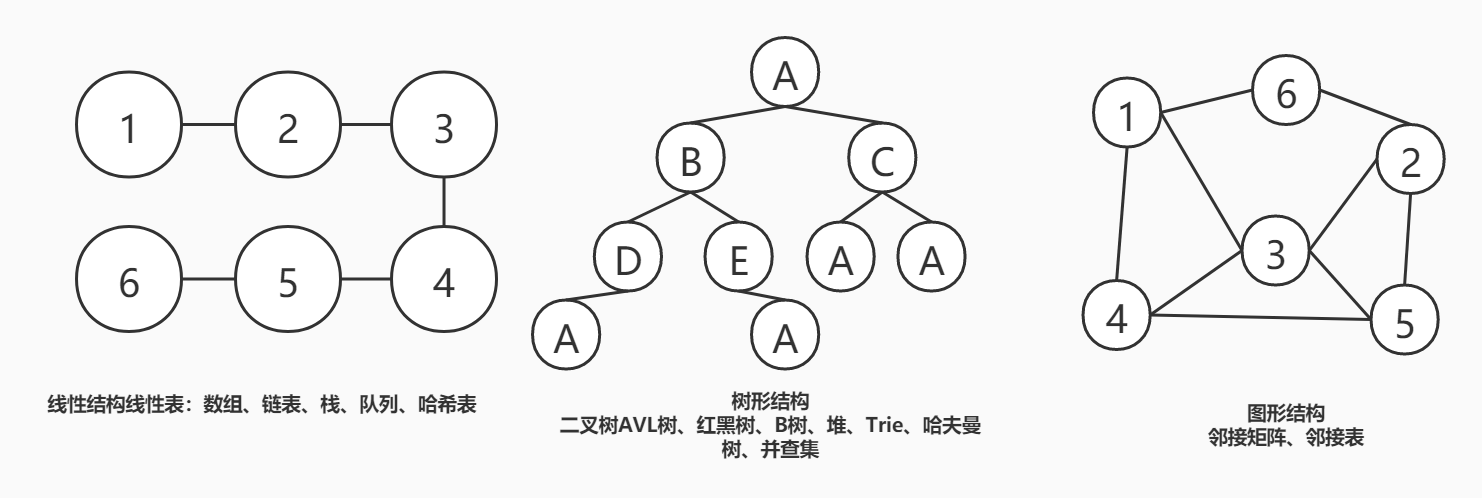 1 2 3
6 5 4
线性结构线性表：数组、链表、栈、队列、哈希表
A
B C
D E A A
A A
树形结构
二叉树AVL树、红黑树、B树、堆、Trie、哈夫曼
树、并查集
6
1
2
3
4
5
图形结构
邻接矩阵、邻接表